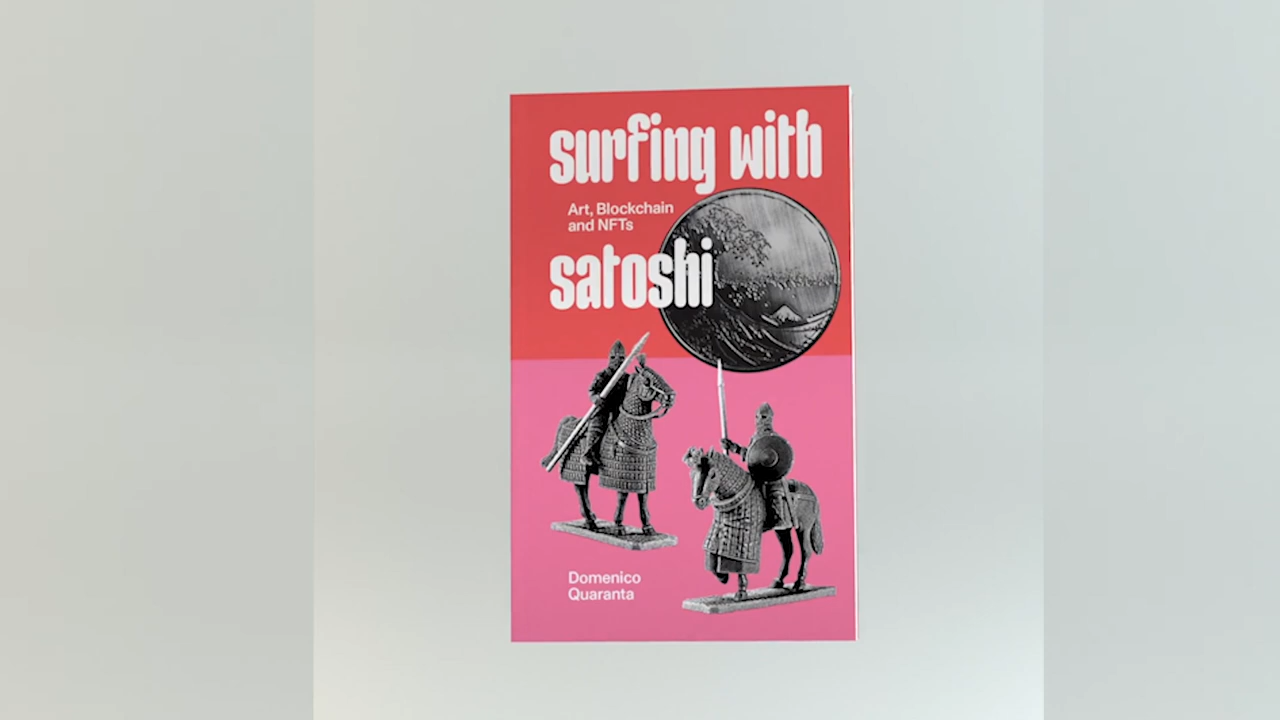 surfing with
Art, Blockchain
and NFTs
satoshi
Domenico
Quaranta